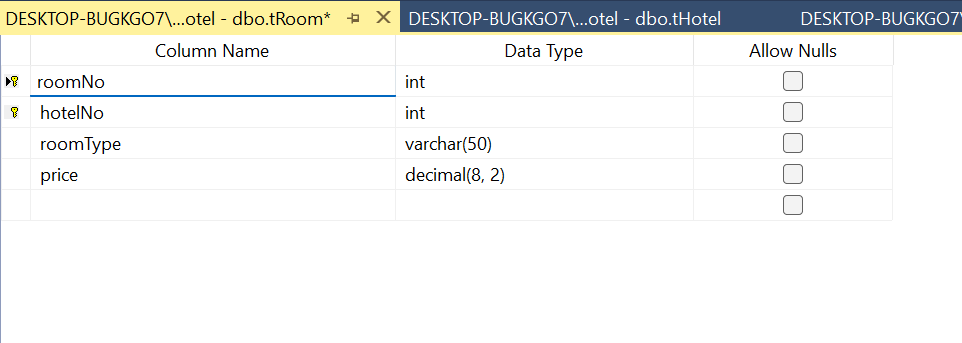 DESKTOP-BUGKGO7\...otel - dbo.tRoom* DESKTOP-BUGKGO7\...otel - dbo.tHotel DESKTOP-BUGKGO7\
Column Name Data Type Allow Nulls
roomNo int
hotelNo int
roomType varchar(50)
price decimal(8, 2)